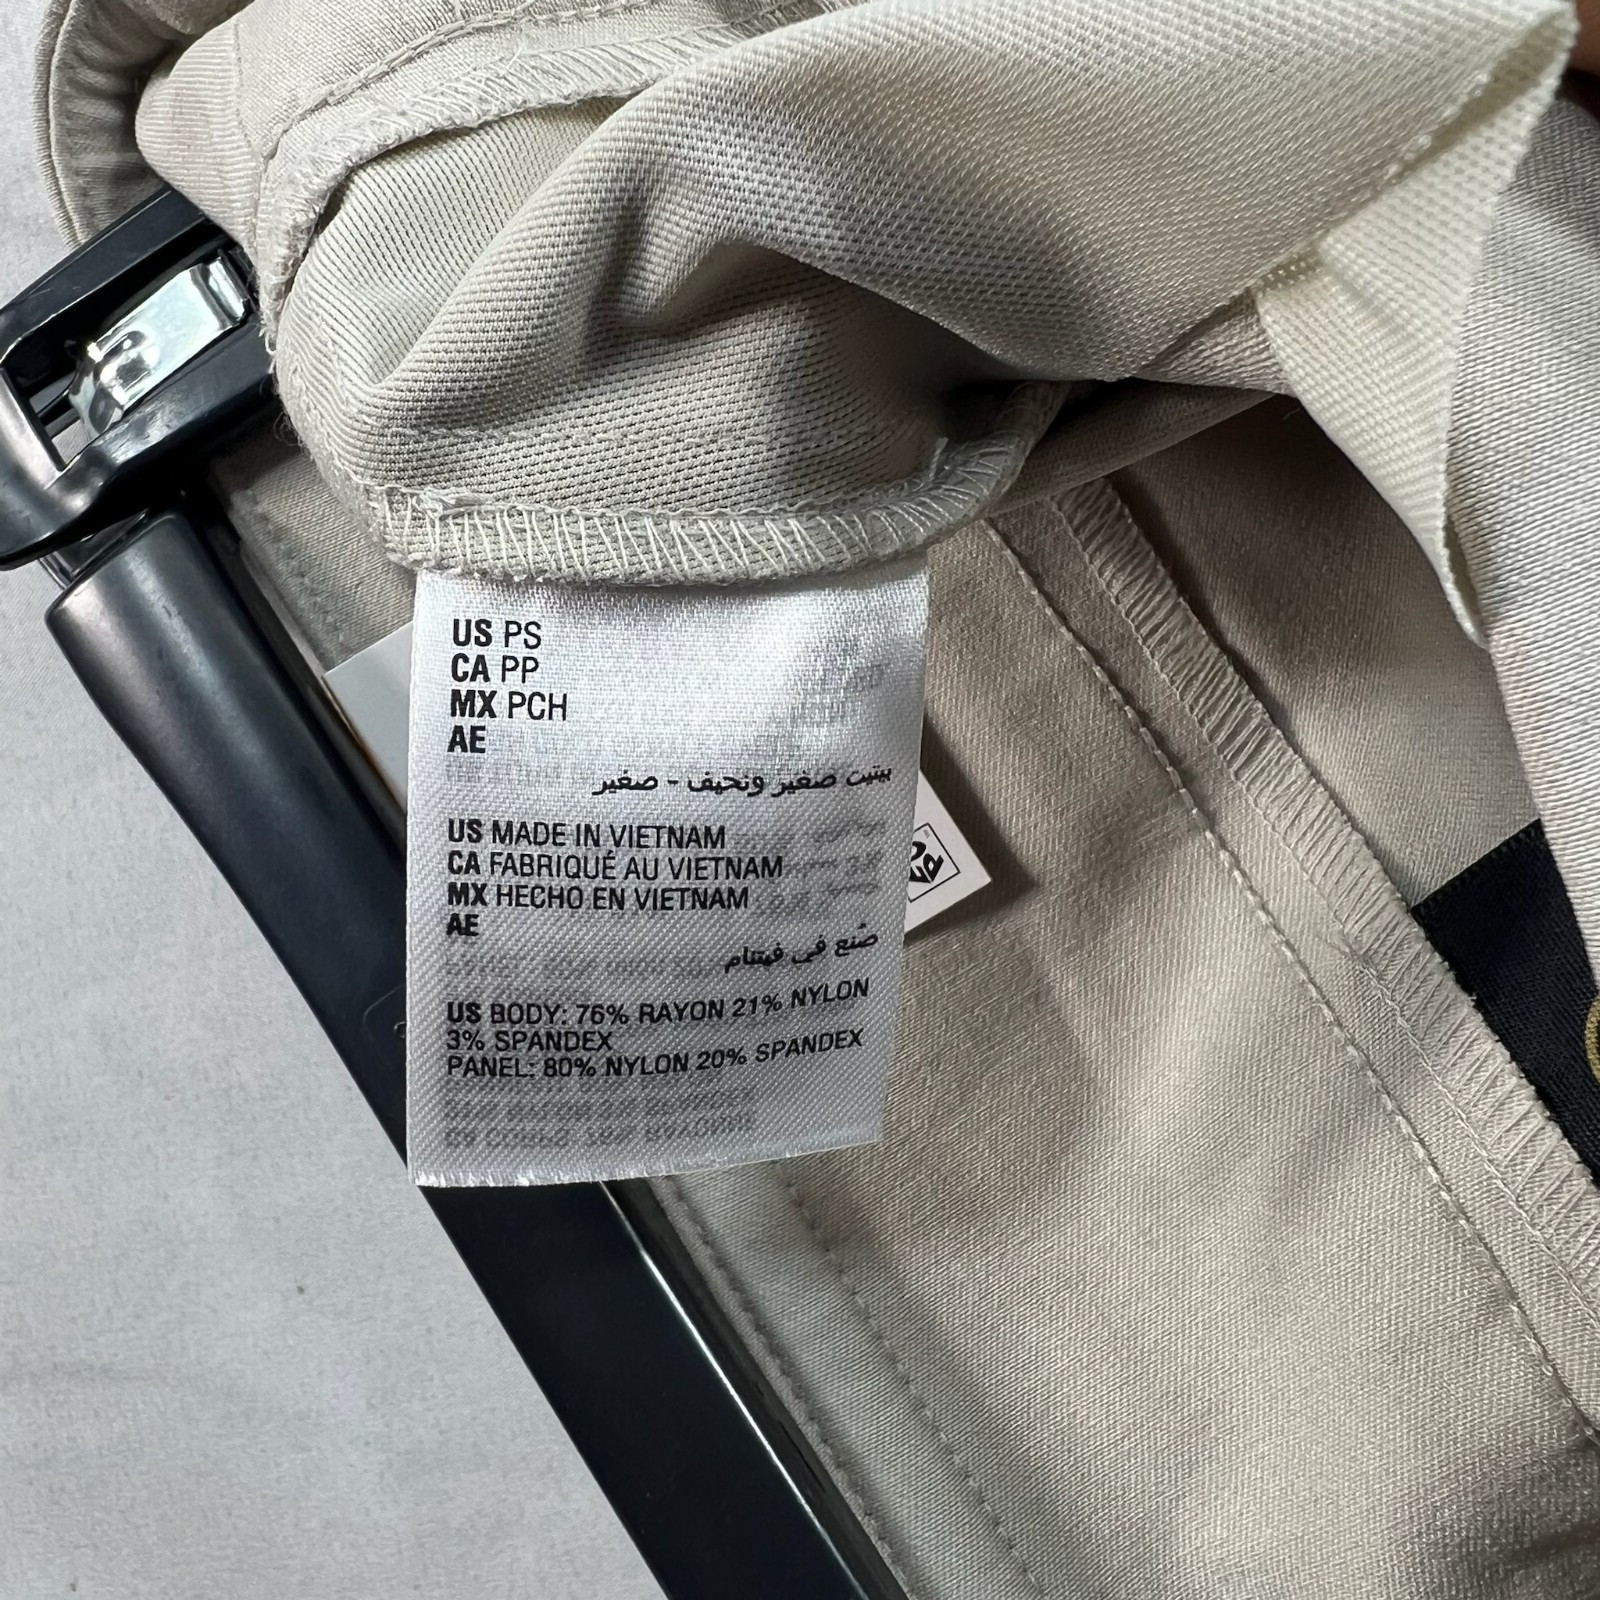 US PS
CA PP
MX PCH
AE
بيتيت صغير ونحيف - صغير
US MADE IN VIETNAM
CA FABRIQUÉ AU VIETNAM
MX HECHO EN VIETNAM
AE
صُنع في فيتنام
US BODY: 76% RAYON 21% NYLON
3% SPANDEX
PANEL: 80% NYLON 20% SPANDEX